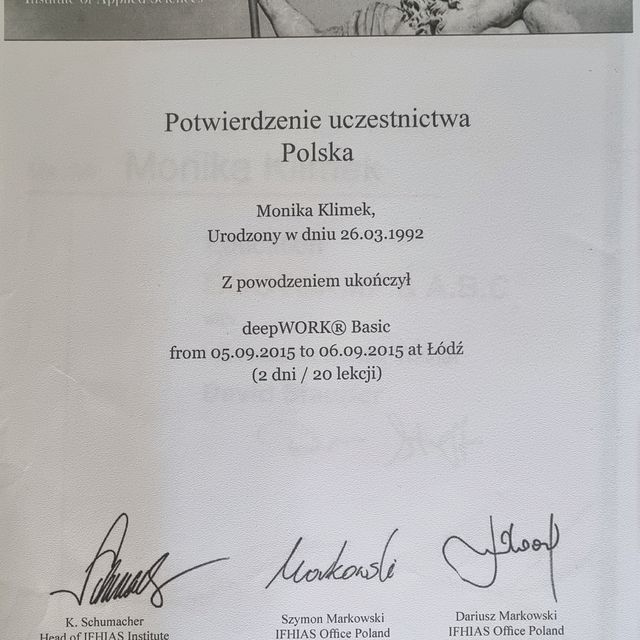 Institute of Applied Sciences
Potwierdzenie uczestnictwa
Polska
Monika Klimek,
Urodzony w dniu 26.03.1992
Z powodzeniem ukończył
deepWORK® Basic
from 05.09.2015 to 06.09.2015 at Łódź
(2 dni / 20 lekcji)
Markowski
K. Schumacher
Head of IFHIAS Institute
Szymon Markowski
IFHIAS Office Poland
Dariusz Markowski
IFHIAS Office Poland